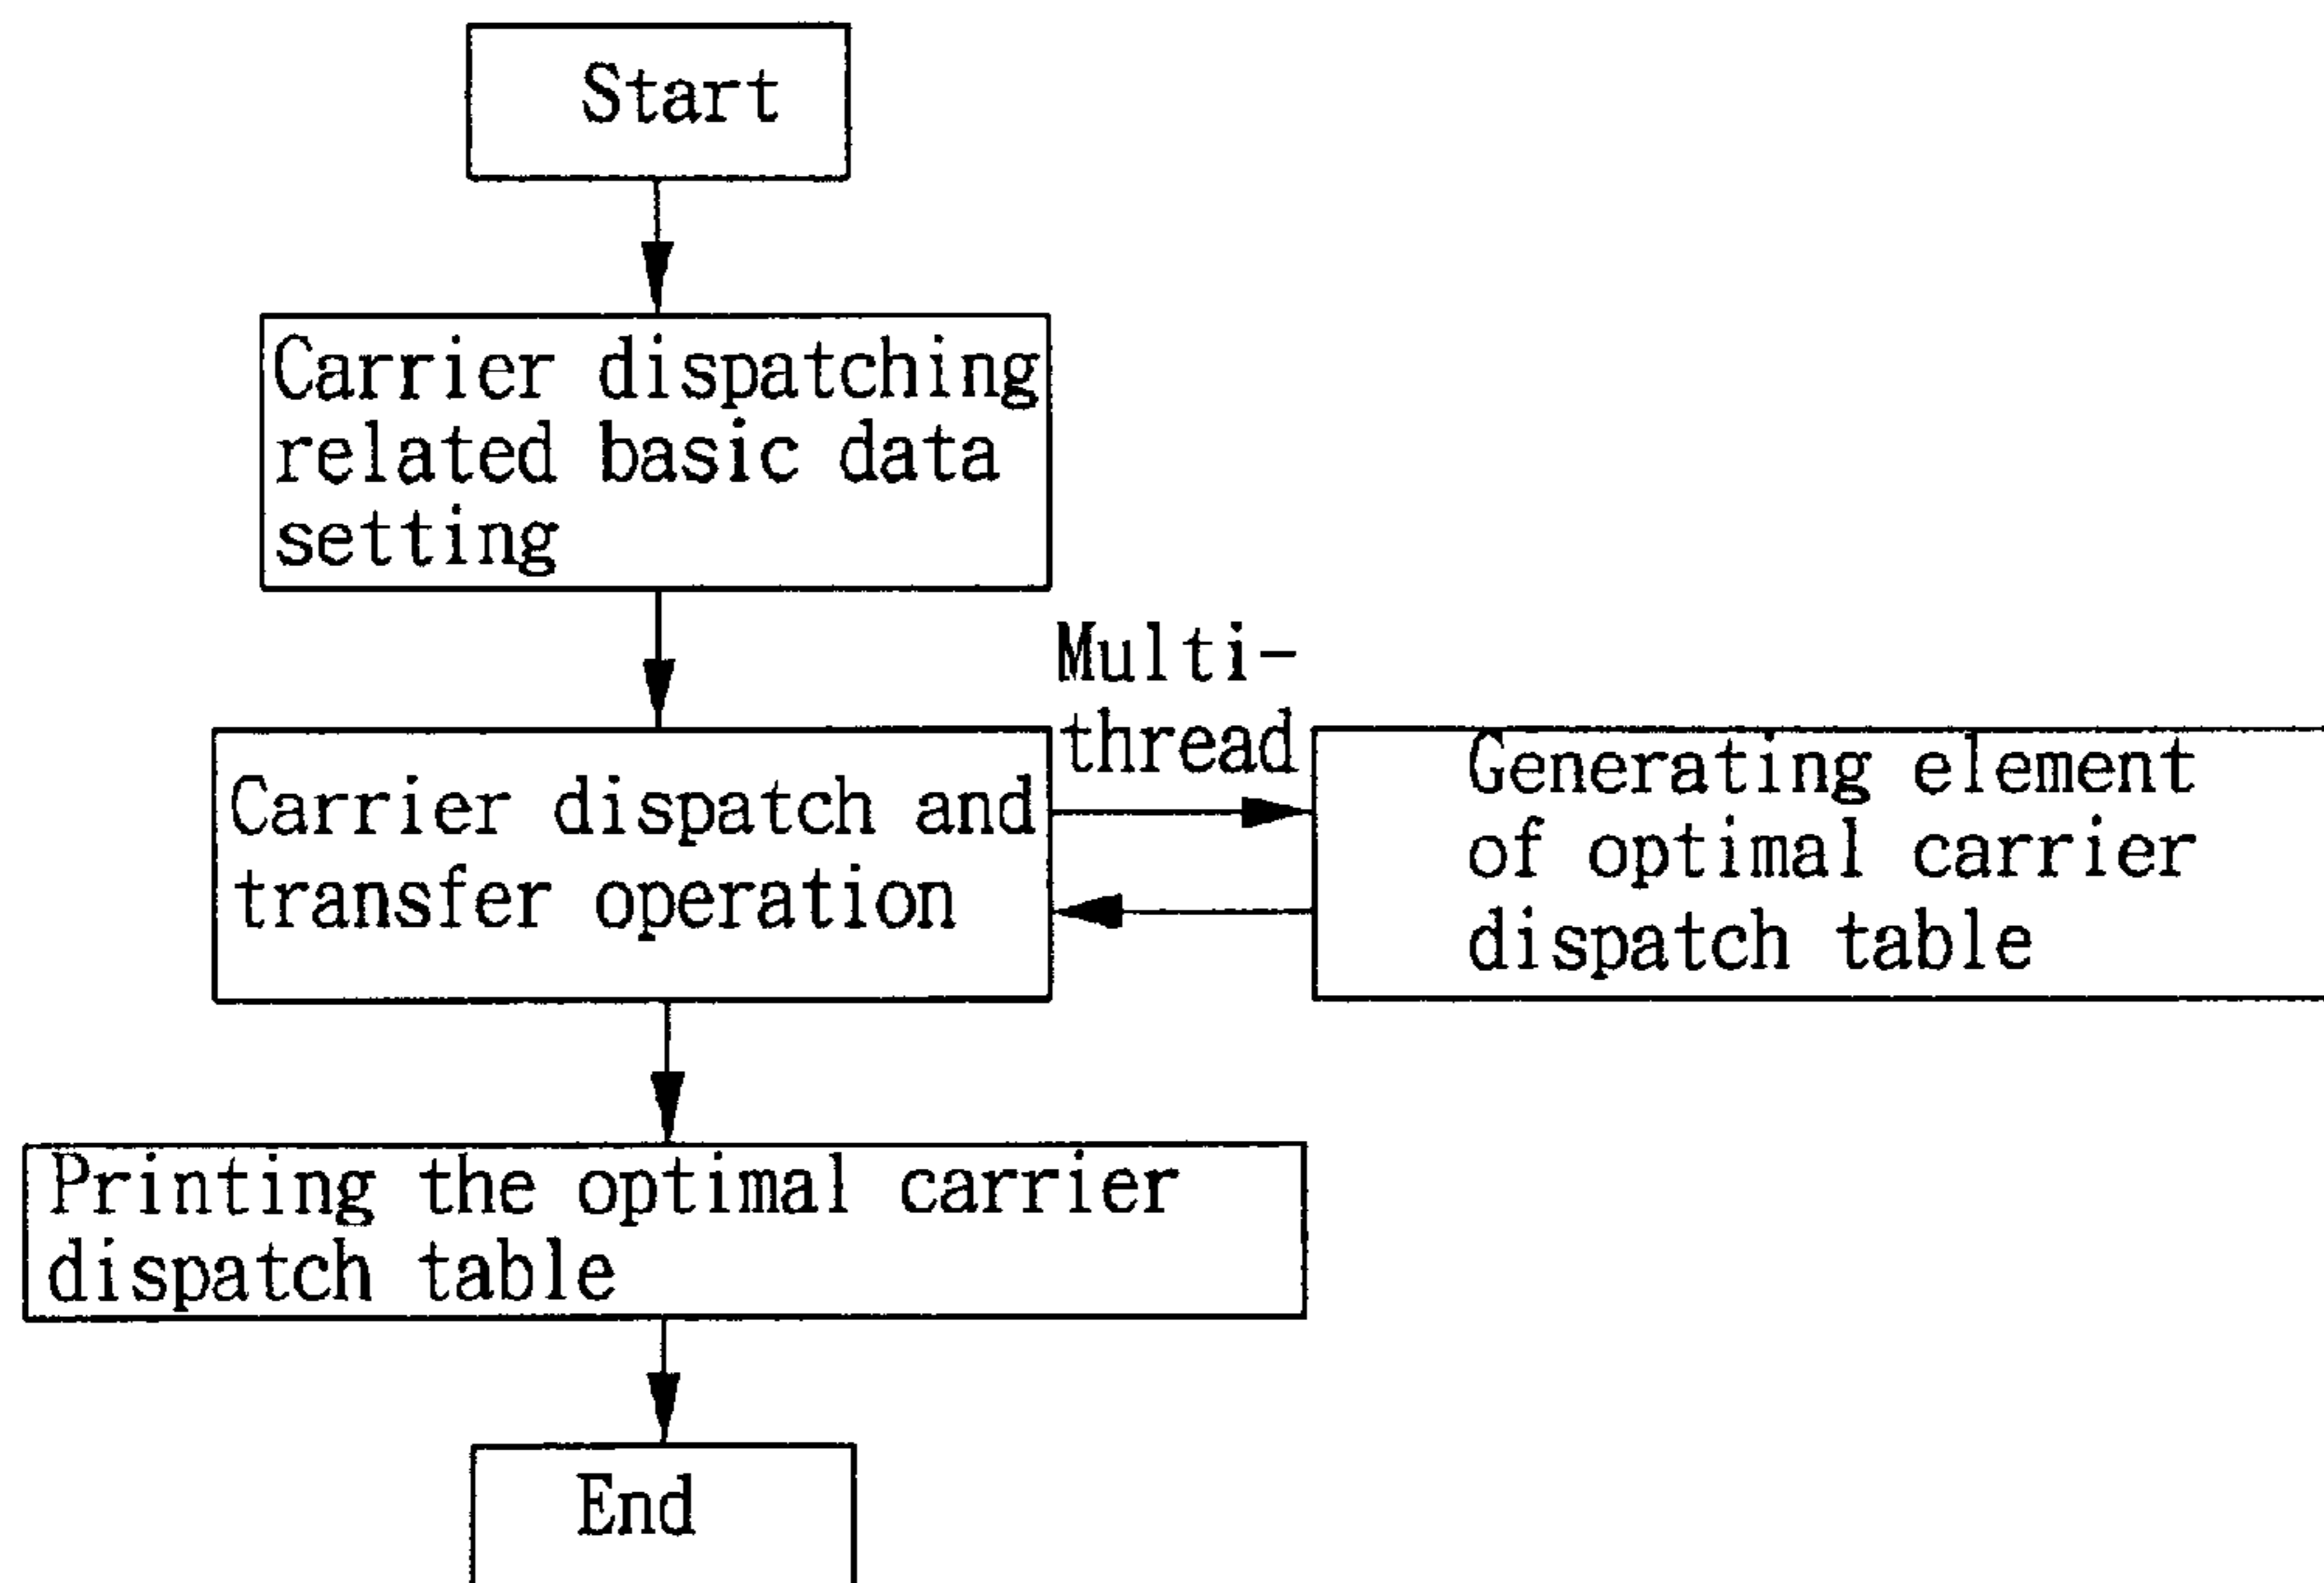 Start
Carrier dispatching
related basic data
setting
Multi-
thread
Carrier dispatch and
transfer operation
Generating element
of optimal carrier
dispatch table
Printing the optimal carrier
dispatch table
End